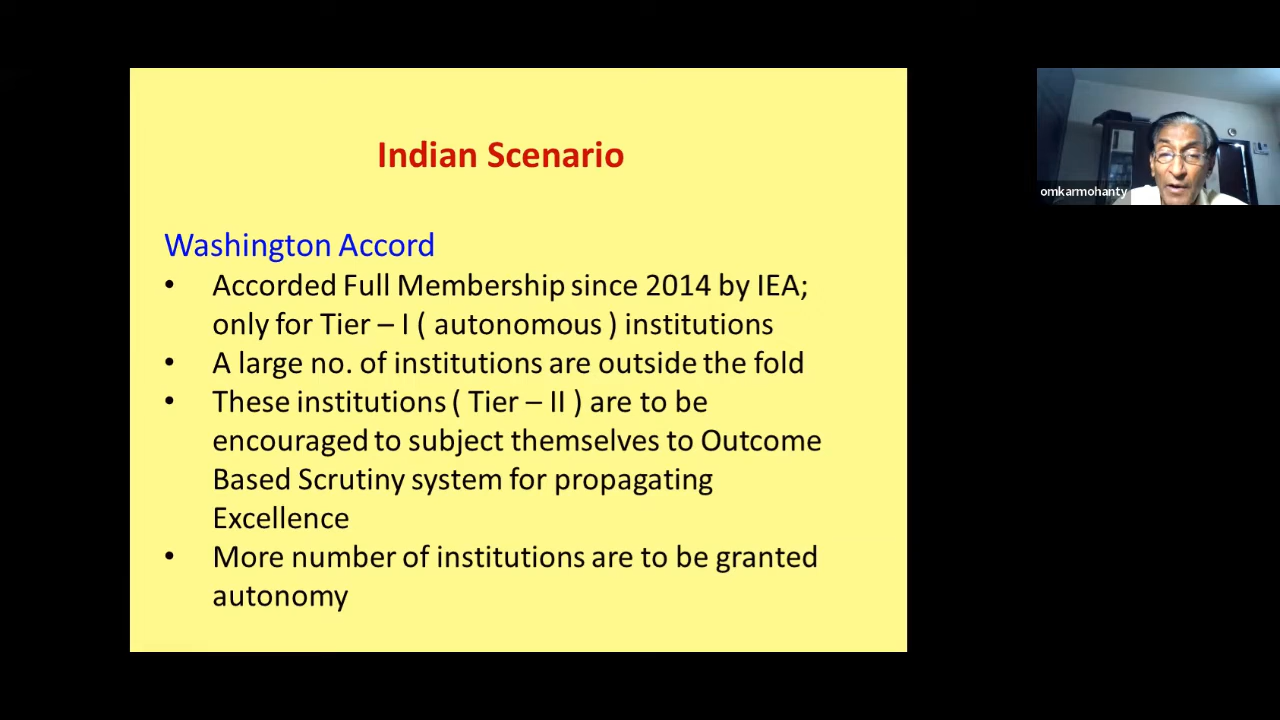 Indian Scenario
Washington Accord
• Accorded Full Membership since 2014 by IEA;
only for Tier – I ( autonomous ) institutions
• A large no. of institutions are outside the fold
• These institutions ( Tier – II ) are to be
encouraged to subject themselves to Outcome
Based Scrutiny system for propagating
Excellence
• More number of institutions are to be granted
autonomy
omkarmohanty